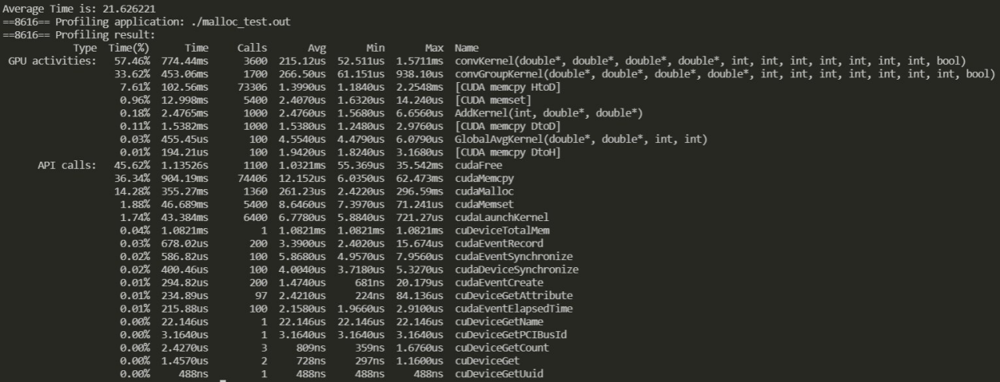 Average Time is: 21.626221
==8616== Profiling application: ./malloc_test.out
==8616== Profiling result:
Type Time(%) Time Calls Avg Min Max Name
GPU activities: 57.46% 774.44ms 3600 215.12us 52.511us 1.5711ms convKernel(double*, double*, double*, double*, int, int, int, int, int, int, int, bool)
33.62% 453.06ms 1700 266.50us 61.151us 938.10us convGroupKernel(double*, double*, double*, double*, int, int, int, int, int, int, int, int, bool)
7.61% 102.56ms 73306 1.3990us 1.1840us 2.2548ms [CUDA memcpy HtoD]
0.96% 12.998ms 5400 2.4070us 1.6320us 14.240us [CUDA memset]
0.18% 2.4765ms 1000 2.4760us 1.5680us 6.6560us AddKernel(int, double*, double*)
0.11% 1.5382ms 1000 1.5380us 1.2480us 2.9760us [CUDA memcpy DtoD]
0.03% 455.45us 100 4.5540us 4.4790us 6.0790us GlobalAvgKernel(double*, double*, int, int)
0.01% 194.21us 100 1.9420us 1.8240us 3.1680us [CUDA memcpy DtoH]
API calls: 45.62% 1.13526s 1100 1.0321ms 55.369us 35.542ms cudaFree
36.34% 904.19ms 74406 12.152us 6.0350us 62.473ms cudaMemcpy
14.28% 355.27ms 1360 261.23us 2.4220us 296.59ms cudaMalloc
1.88% 46.689ms 5400 8.6460us 7.3970us 71.241us cudaMemset
1.74% 43.384ms 6400 6.7780us 5.8840us 721.27us cudaLaunchKernel
0.04% 1.0821ms 1 1.0821ms 1.0821ms 1.0821ms cuDeviceTotalMem
0.03% 678.02us 200 3.3900us 2.4020us 15.674us cudaEventRecord
0.02% 586.82us 100 5.8680us 4.9570us 7.9560us cudaEventSynchronize
0.02% 400.46us 100 4.0040us 3.7180us 5.3270us cudaDeviceSynchronize
0.01% 294.82us 200 1.4740us 681ns 20.179us cudaEventCreate
0.01% 234.89us 97 2.4210us 224ns 84.136us cuDeviceGetAttribute
0.01% 215.88us 100 2.1580us 1.9660us 2.9100us cudaEventElapsedTime
0.00% 22.146us 1 22.146us 22.146us 22.146us cuDeviceGetName
0.00% 3.1640us 1 3.1640us 3.1640us 3.1640us cuDeviceGetPCIBusId
0.00% 2.4270us 3 809ns 359ns 1.6760us cuDeviceGetCount
0.00% 1.4570us 2 728ns 297ns 1.1600us cuDeviceGet
0.00% 488ns 1 488ns 488ns 488ns cuDeviceGetUuid